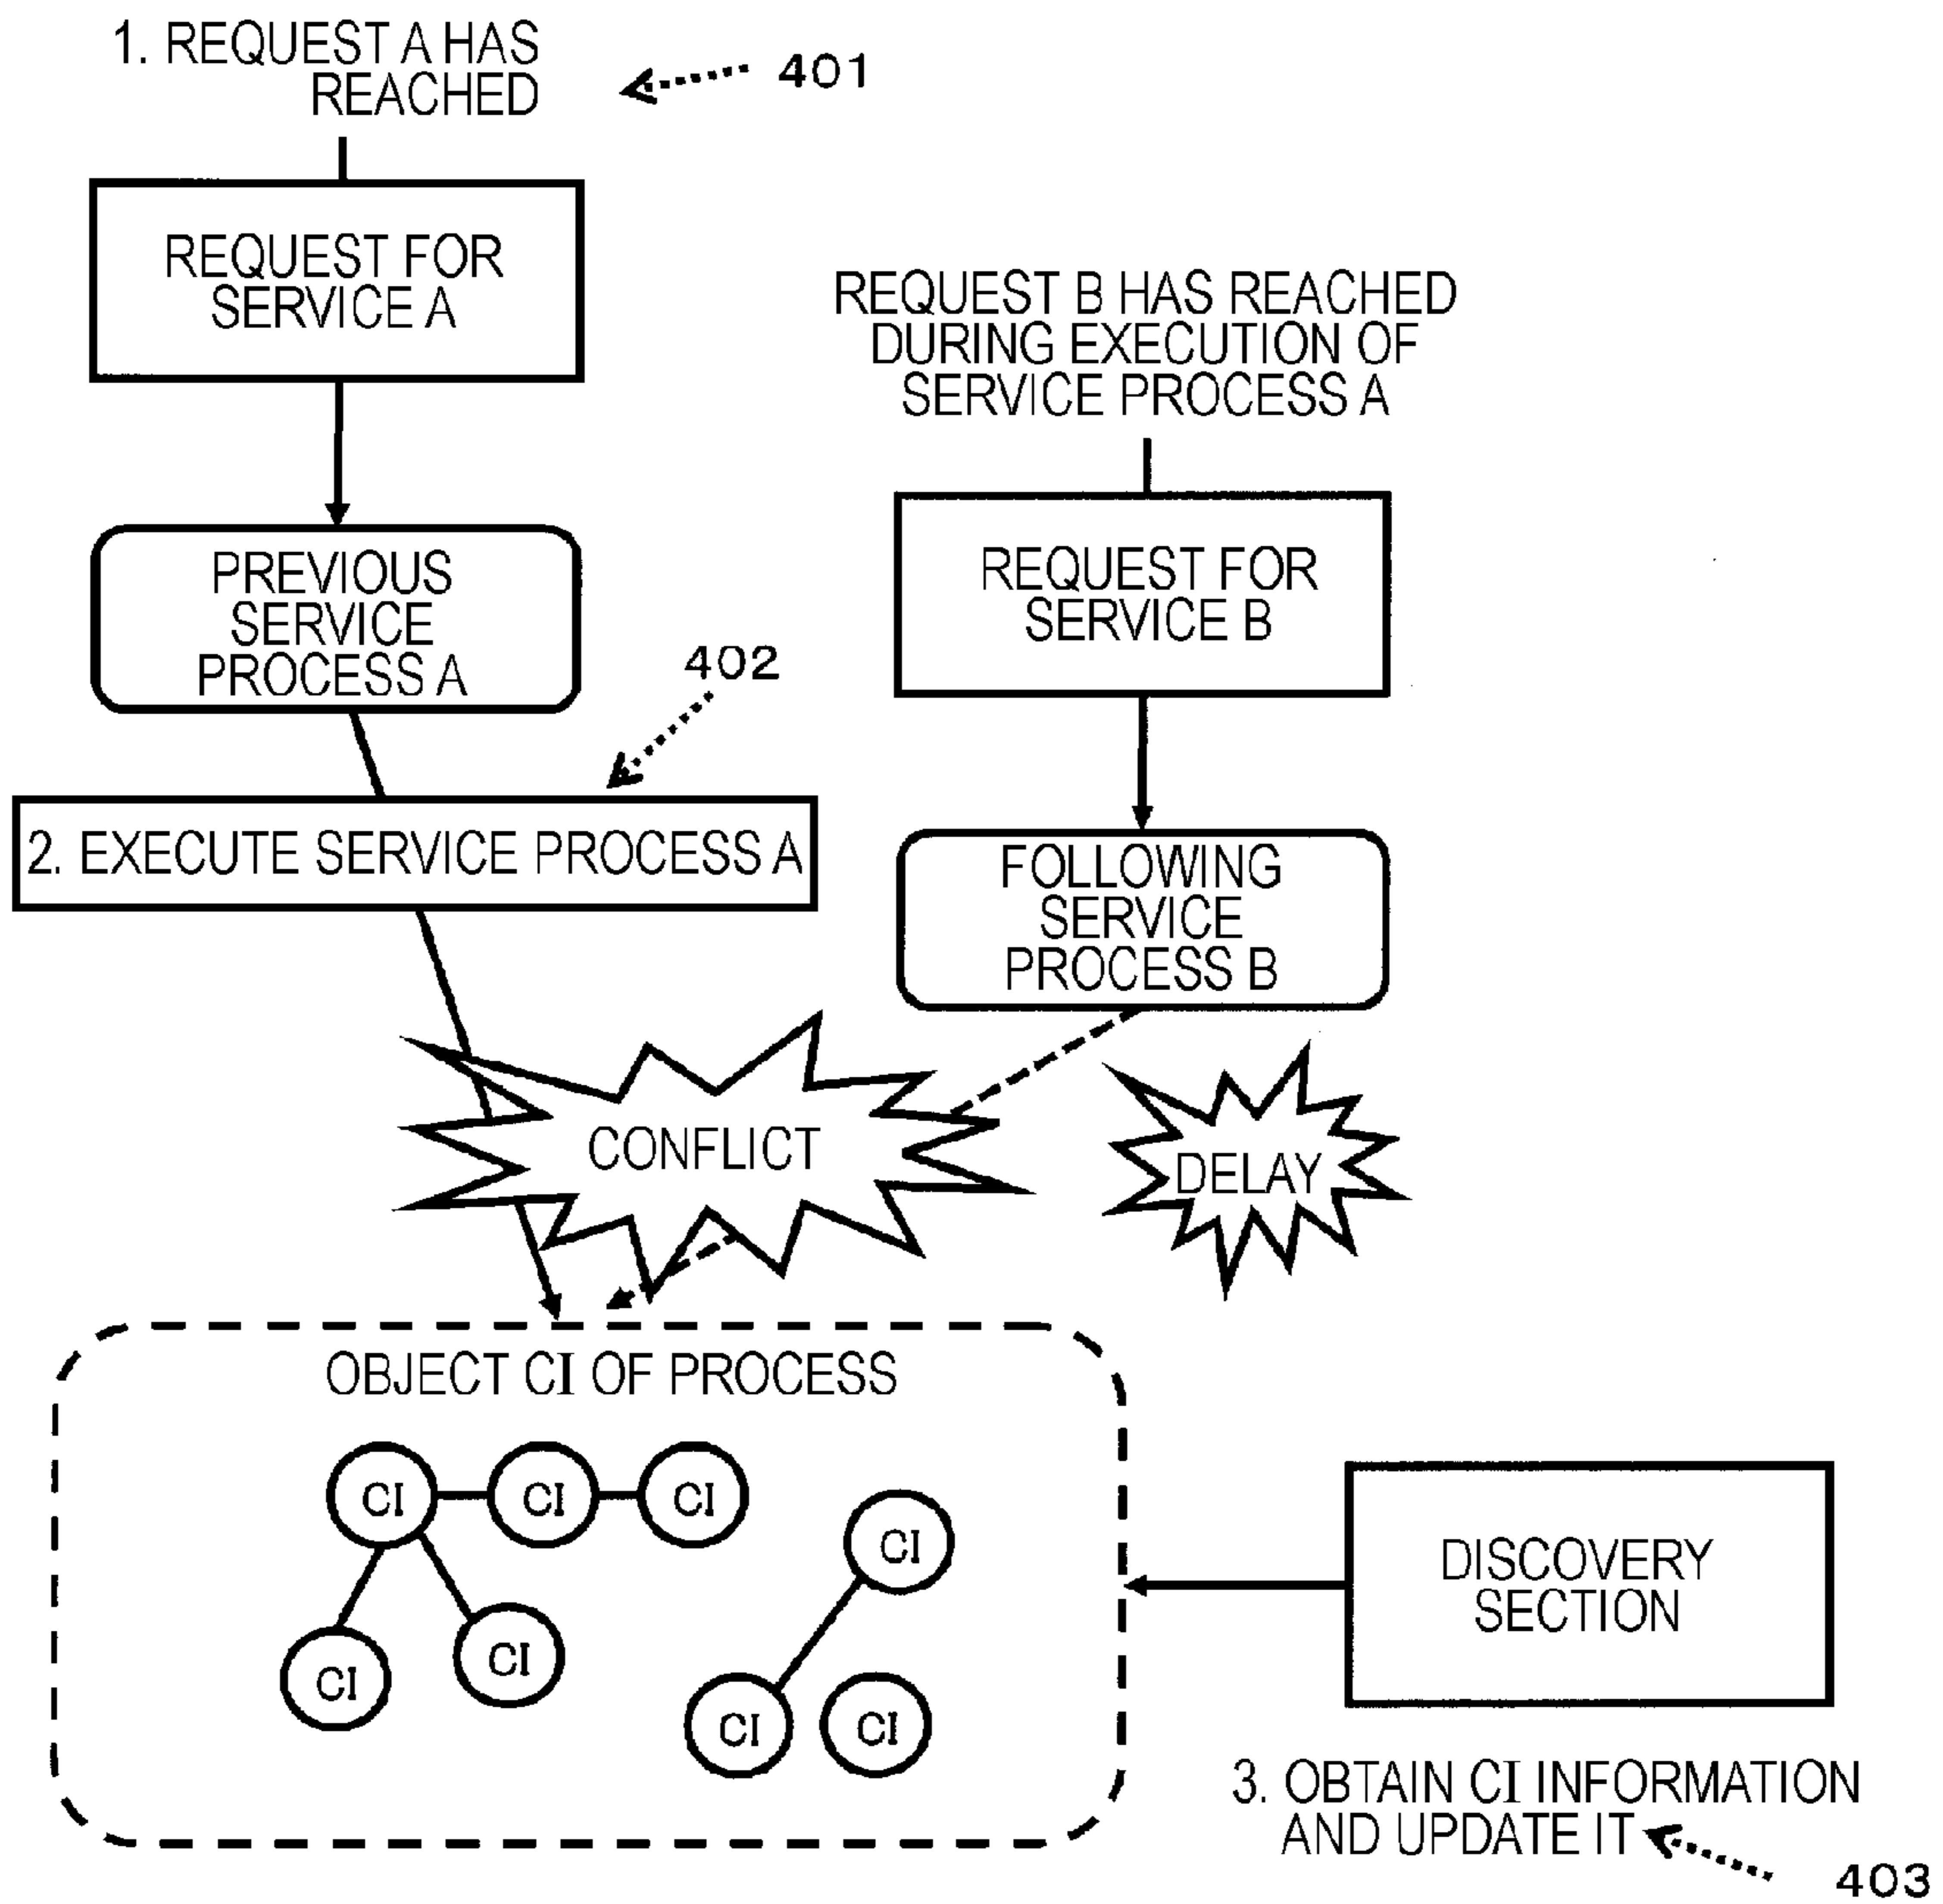 1. REQUEST A HAS
REACHED
401
REQUEST FOR
SERVICE A
REQUEST B HAS REACHED
DURING EXECUTION OF
SERVICE PROCESS A
PREVIOUS
SERVICE
PROCESS A
REQUEST FOR
SERVICE B
402
2. EXECUTE SERVICE PROCESS A
FOLLOWING
SERVICE
PROCESS B
CONFLICT
DELAY
OBJECT CI OF PROCESS
CI
CI
CI
CI
CI
CI
CI
CI
DISCOVERY
SECTION
3. OBTAIN CI INFORMATION
AND UPDATE IT
403